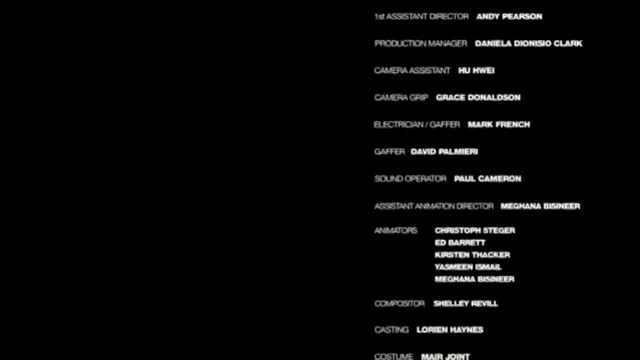 1st ASSISTANT DIRECTOR ANDY PEARSON
PRODUCTION MANAGER DANIELA DIONISIO CLARK
CAMERA ASSISTANT HU HWEI
CAMERA GRIP GRACE DONALDSON
ELECTRICIAN / GAFFER MARK FRENCH
GAFFER DAVID PALMIERI
SOUND OPERATOR PAUL CAMERON
ASSISTANT ANIMATION DIRECTOR MEGHANA BISINEER
ANIMATORS CHRISTOPH STEGER
ED BARRETT
KIRSTEN THACKER
YASMEEN ISMAIL
MEGHANA BISINEER
COMPOSITOR SHELLEY REVILL
CASTING LORIEN HAYNES
COSTUME MAIR JOINT